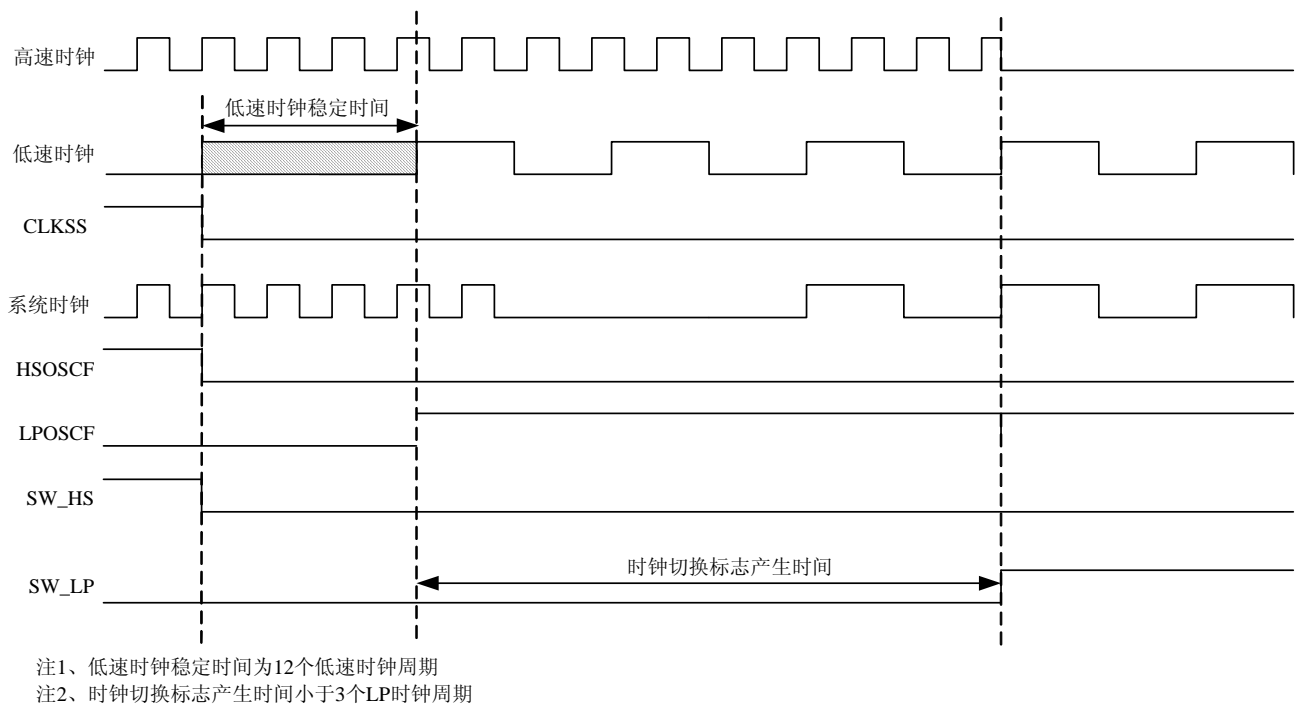 高速时钟
低速时钟稳定时间
低速时钟
CLKSS
系统时钟
HSOSCF
LPOSCF
SW_HS
时钟切换标志产生时间
SW_LP
注1、低速时钟稳定时间为12个低速时钟周期
注2、时钟切换标志产生时间小于3个LP时钟周期